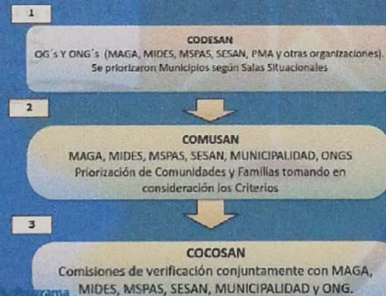 1
CODESAN
OG´s Y ONG´s (MAGA, MIDES, MSPAS, SESAN, PMA y otras organizaciones).
Se priorizaron Municipios según Salas Situacionales
2
COMUSAN
MAGA, MIDES, MSPAS, SESAN, MUNICIPALIDAD, ONGS
Priorización de Comunidades y Familias tomando en
consideración los Criterios
3
COCOSAN
Comisiones de verificación conjuntamente con MAGA,
MIDES, MSPAS, SESAN, MUNICIPALIDAD y ONG.